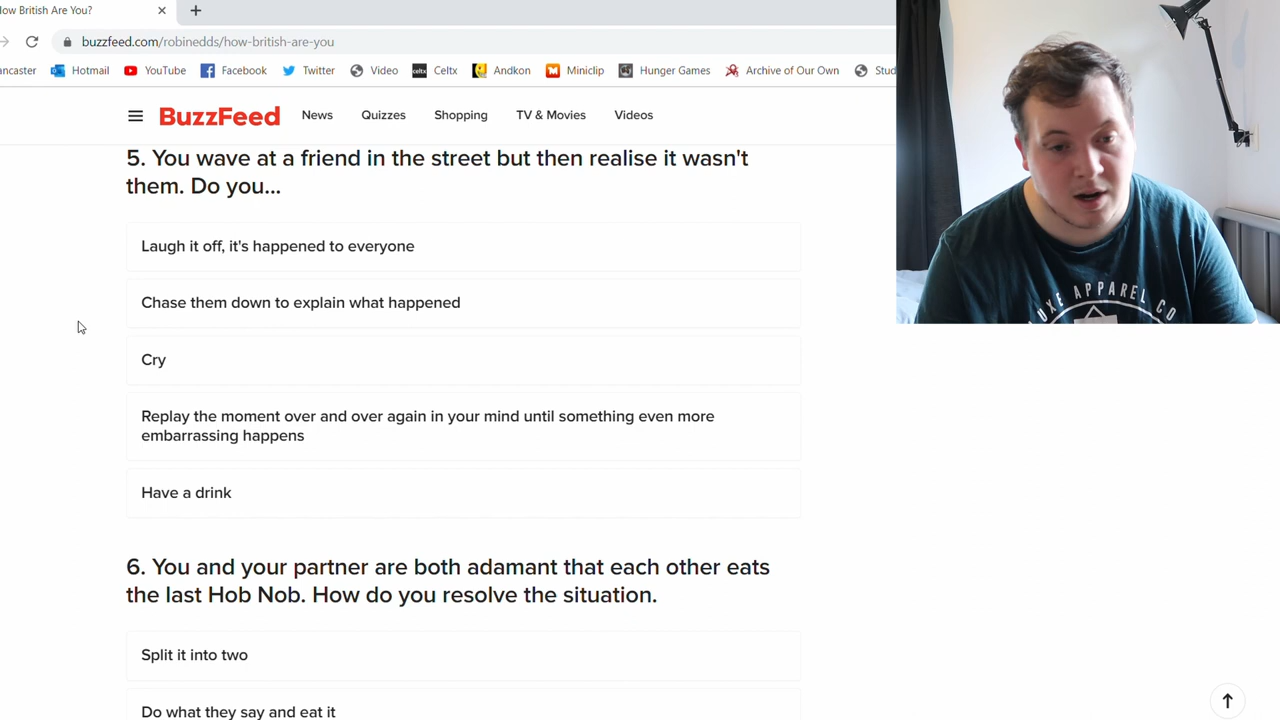 How British Are You?
buzzfeed.com/robinedds/how-british-are-you
ancaster Hotmail YouTube Facebook Twitter Video Celtx Andkon Miniclip Hunger Games Archive of Our Own Stud
celtx
BuzzFeed News Quizzes Shopping TV & Movies Videos
5. You wave at a friend in the street but then realise it wasn't
them. Do you...
Laugh it off, it's happened to everyone
Chase them down to explain what happened
Cry
Replay the moment over and over again in your mind until something even more
embarrassing happens
Have a drink
6. You and your partner are both adamant that each other eats
the last Hob Nob. How do you resolve the situation.
Split it into two
Do what they say and eat it
UXE APPAREL CO